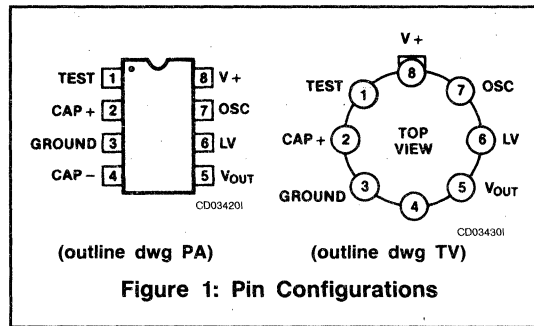 TEST 1 8 V+
CAP+ 2 7 OSC
GROUND 3 6 LV
CAP- 4 5 VOUT
CD03420I
(outline dwg PA)
V+
8
TEST 1 7 OSC
CAP+ 2 TOP VIEW 6 LV
GROUND 3 5 VOUT
4
CD03430I
(outline dwg TV)
Figure 1: Pin Configurations